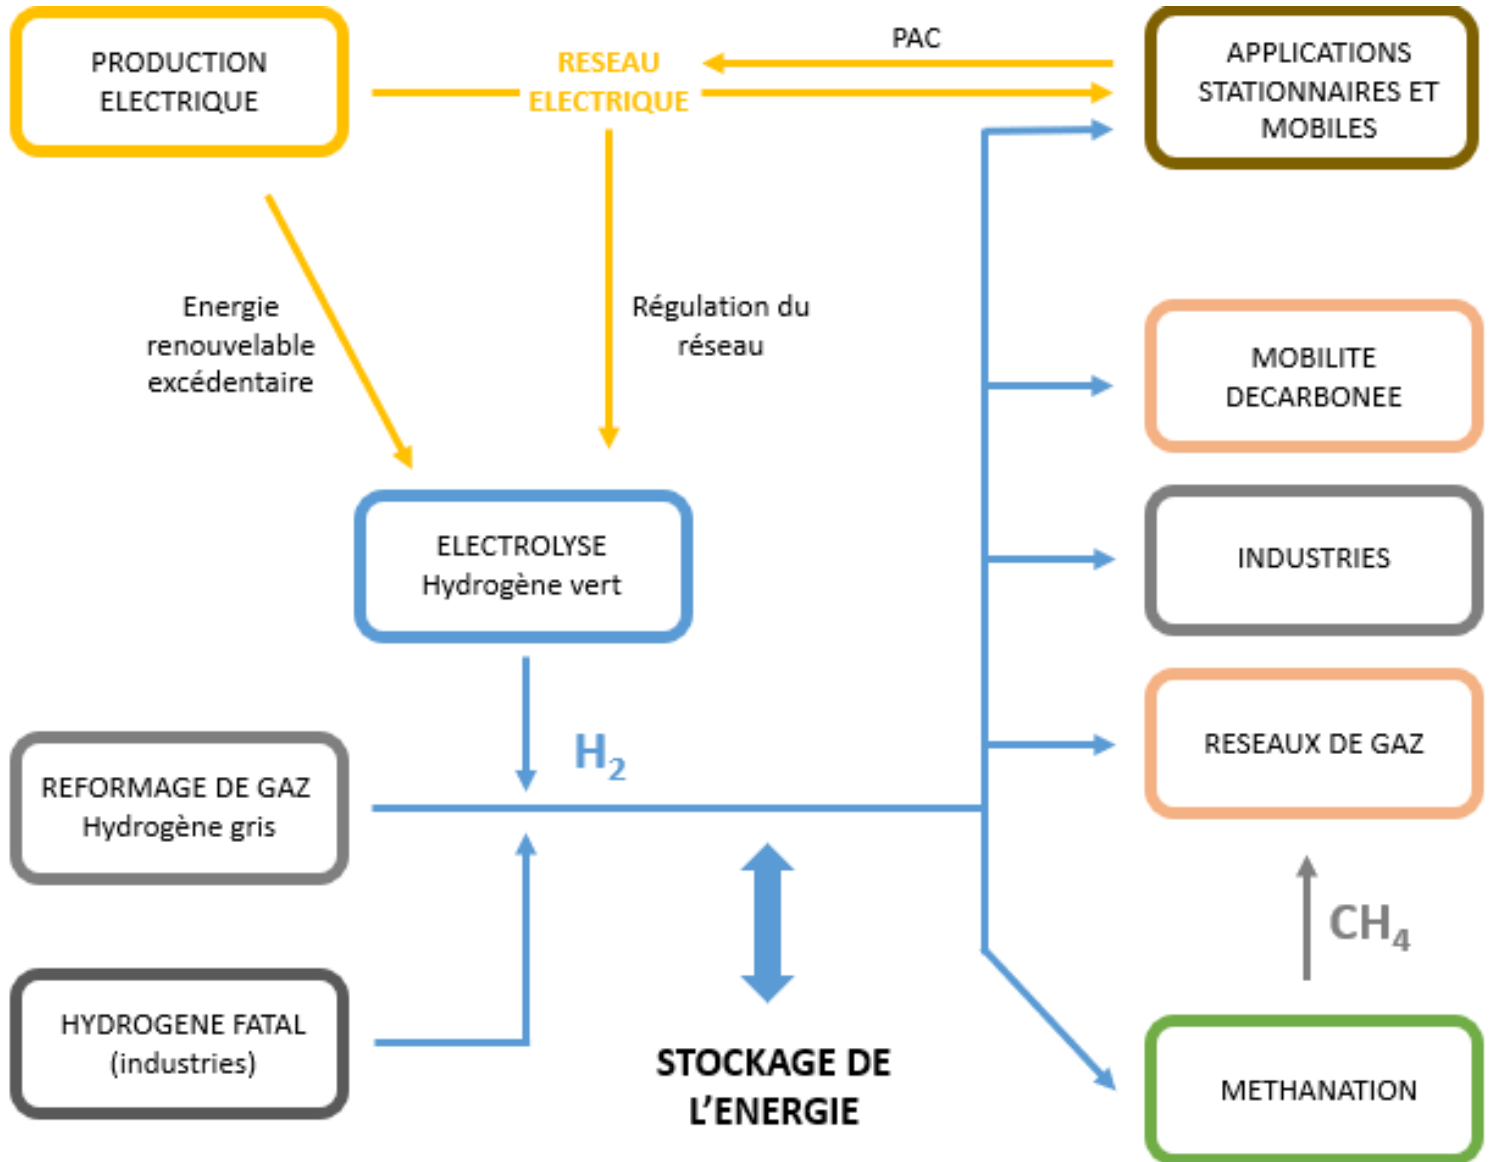 PRODUCTION
ELECTRIQUE
RESEAU
ELECTRIQUE
PAC
APPLICATIONS
STATIONNAIRES ET
MOBILES
Energie
renouvelable
excédentaire
Régulation du
réseau
MOBILITE
DECARBONEE
ELECTROLYSE
Hydrogène vert
INDUSTRIES
H₂
RESEAUX DE GAZ
REFORMAGE DE GAZ
Hydrogène gris
CH₄
HYDROGENE FATAL
(industries)
STOCKAGE DE
L’ENERGIE
METHANATION